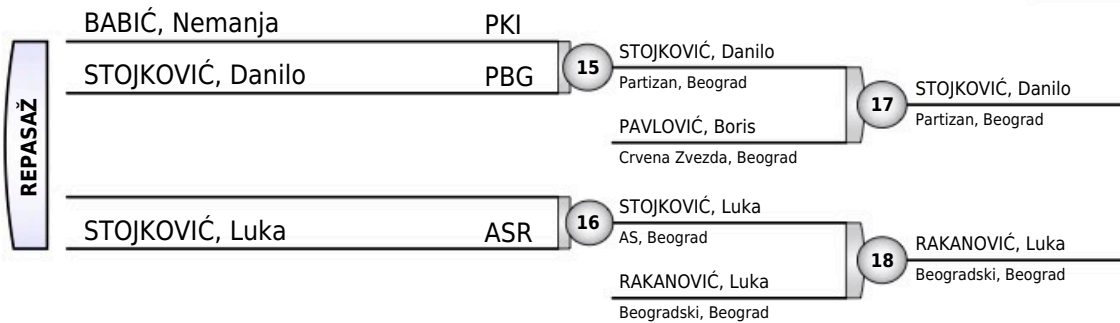 REPASAŽ
BABIĆ, Nemanja PKI
STOJKOVIĆ, Danilo PBG
15
STOJKOVIĆ, Danilo
Partizan, Beograd
PAVLOVIĆ, Boris
Crvena Zvezda, Beograd
17
STOJKOVIĆ, Danilo
Partizan, Beograd
STOJKOVIĆ, Luka ASR
16
STOJKOVIĆ, Luka
AS, Beograd
RAKANOVIĆ, Luka
Beogradski, Beograd
18
RAKANOVIĆ, Luka
Beogradski, Beograd